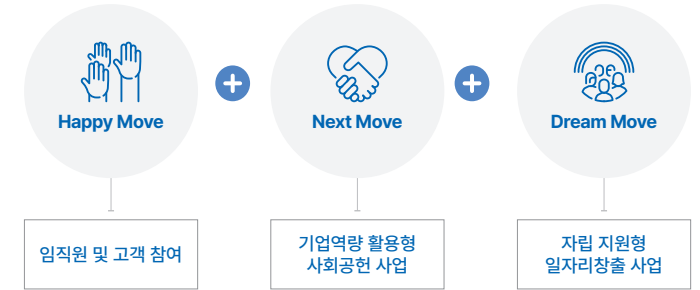 Happy Move
Next Move
Dream Move
임직원 및 고객 참여
기업역량 활용형
사회공헌 사업
자립 지원형
일자리창출 사업